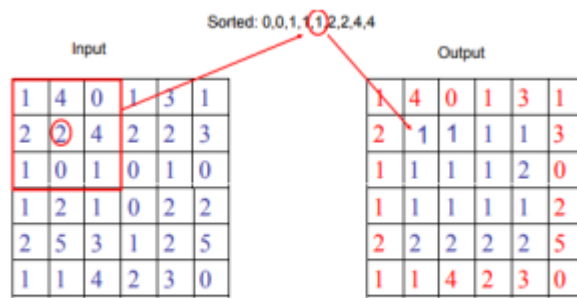 Sorted: 0,0,1,1,1,2,2,4,4
Input
Output
1 4 0 1 3 1
2 2 4 2 2 3
1 0 1 0 1 0
1 2 1 0 2 2
2 5 3 1 2 5
1 1 4 2 3 0
1 4 0 1 3 1
2 1 1 1 1 3
1 1 1 1 2 0
1 1 1 1 1 2
2 2 2 2 2 5
1 1 4 2 3 0